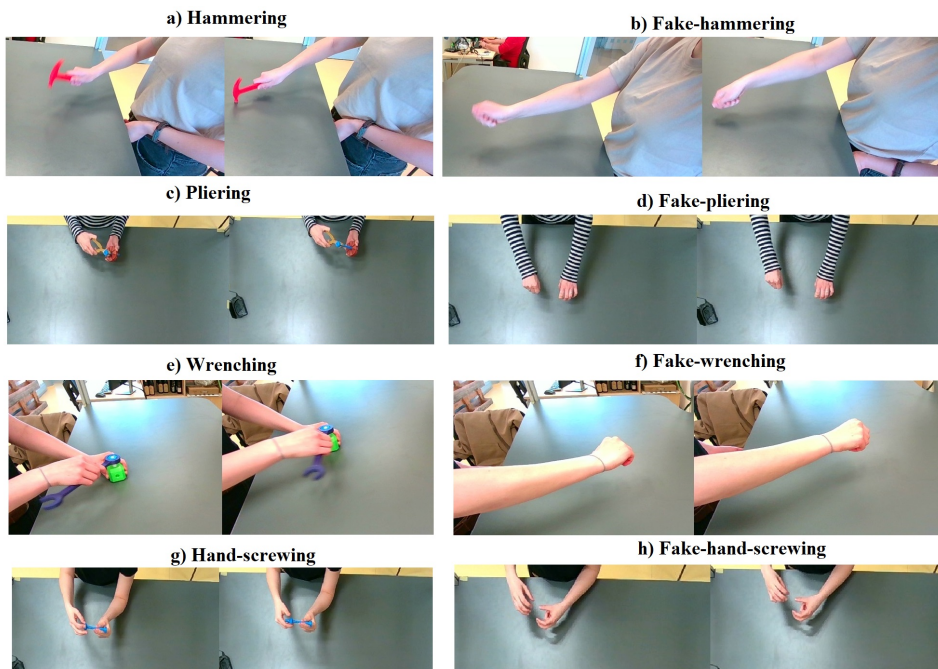 a) Hammering
b) Fake-hammering
c) Pliering
d) Fake-pliering
e) Wrenching
f) Fake-wrenching
g) Hand-screwing
h) Fake-hand-screwing